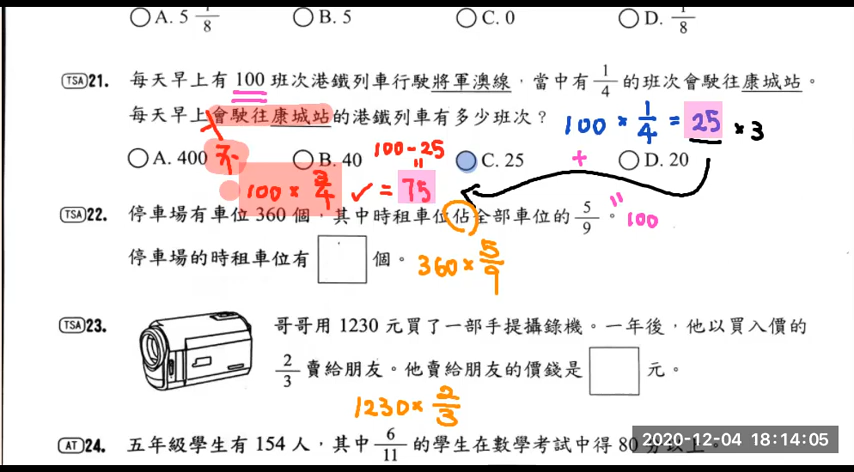 A. 5 1/8 B. 5 C. 0 D. 1/8
TSA 21. 每天早上有 100 班次港鐵列車行駛將軍澳線，當中有 1/4 的班次會駛往康城站。
每天早上會駛往康城站的港鐵列車有多少班次？
100 × 1/4 = 25 × 3
A. 400 B. 40 C. 25 D. 20
不
100-25
=
100 × 3/4 ✓ = 75
+
= 100
TSA 22. 停車場有車位 360 個，其中時租車位佔全部車位的 5/9。
停車場的時租車位有 個。
360 × 5/9
TSA 23. 哥哥用 1230 元買了一部手提攝錄機。一年後，他以買入價的
2/3 賣給朋友。他賣給朋友的價錢是 元。
1230 × 2/3
AT 24. 五年級學生有 154 人，其中 6/11 的學生在數學考試中得 80 分以上。
2020-12-04 18:14:05